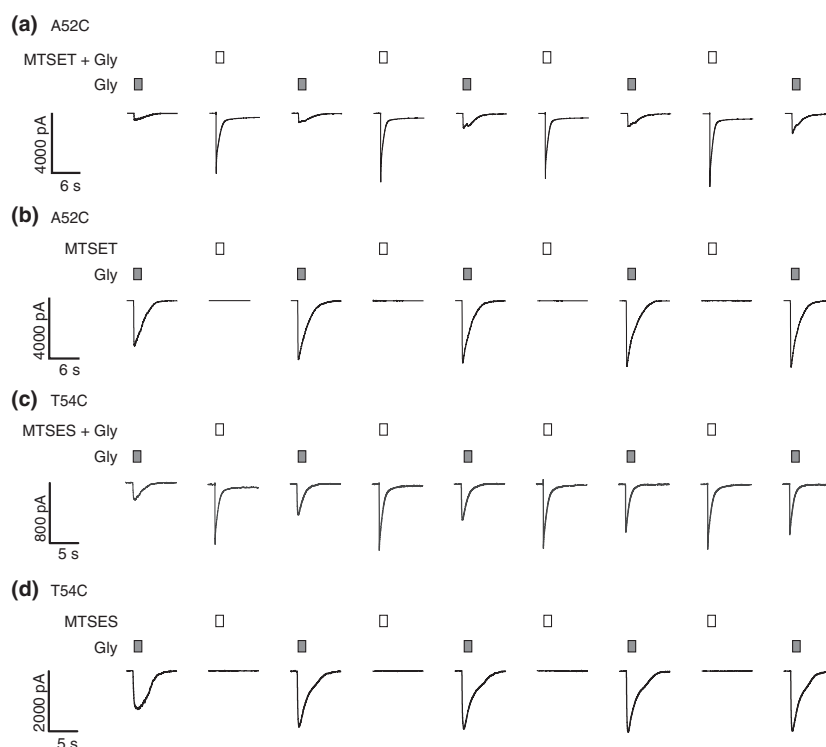 (a) A52C
MTSET + Gly
Gly
4000 pA
6 s
(b) A52C
MTSET
Gly
4000 pA
6 s
(c) T54C
MTSES + Gly
Gly
800 pA
5 s
(d) T54C
MTSES
Gly
2000 pA
5 s